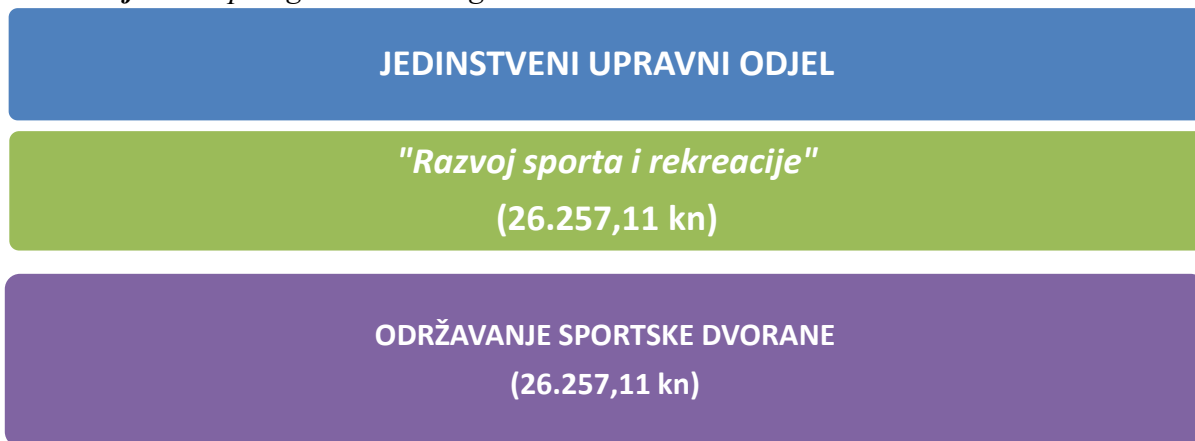 JEDINSTVENI UPRAVNI ODJEL
"Razvoj sporta i rekreacije"
(26.257,11 kn)
ODRŽAVANJE SPORTSKE DVORANE
(26.257,11 kn)